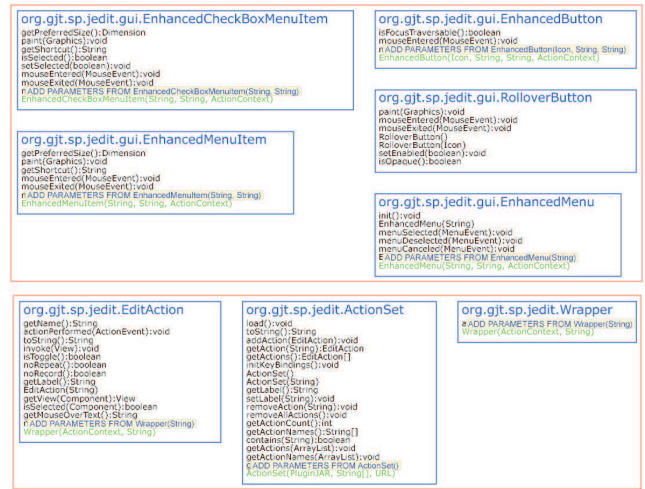 org.gjt.sp.jedit.gui.EnhancedCheckBoxMenuItem
getPreferredSize():Dimension
paint(Graphics):void
getShortcut():String
isSelected():boolean
setSelected(boolean):void
mouseEntered(MouseEvent):void
mouseExited(MouseEvent):void
ADD PARAMETERS FROM EnhancedCheckBoxMenuItem(String, String)
EnhancedCheckBoxMenuItem(String, String, ActionContext)
org.gjt.sp.jedit.gui.EnhancedMenuItem
getPreferredSize():Dimension
paint(Graphics):void
getShortcut():String
mouseEntered(MouseEvent):void
mouseExited(MouseEvent):void
ADD PARAMETERS FROM EnhancedMenuItem(String, String)
EnhancedMenuItem(String, String, ActionContext)
org.gjt.sp.jedit.gui.EnhancedButton
isFocusTraversable():boolean
mouseEntered(MouseEvent):void
ADD PARAMETERS FROM EnhancedButton(Icon, String, String)
EnhancedButton(Icon, String, String, ActionContext)
org.gjt.sp.jedit.gui.RolloverButton
paint(Graphics):void
mouseEntered(MouseEvent):void
mouseExited(MouseEvent):void
RolloverButton()
RolloverButton(Icon)
setEnabled(boolean):void
isOpaque():boolean
org.gjt.sp.jedit.gui.EnhancedMenu
init():void
EnhancedMenu(String)
menuSelected(MenuEvent):void
menuDeselected(MenuEvent):void
menuCanceled(MenuEvent):void
ADD PARAMETERS FROM EnhancedMenu(String)
EnhancedMenu(String, String, ActionContext)
org.gjt.sp.jedit.EditAction
getName():String
actionPerformed(ActionEvent):void
toString():String
invoke(View):void
isToggle():boolean
noRepeat():boolean
noRecord():boolean
getLabel():String
EditAction(String)
getView(Component):View
isSelected(Component):boolean
getMouseOverText():String
ADD PARAMETERS FROM Wrapper(String)
Wrapper(ActionContext, String)
org.gjt.sp.jedit.ActionSet
load():void
toString():String
addAction(EditAction):void
getAction(String):EditAction
getActions():EditAction[]
initKeyBindings():void
ActionSet()
ActionSet(String)
getLabel():String
setLabel(String):void
removeAction(String):void
removeAllActions():void
getActionCount():int
getActionNames():String[]
contains(String):boolean
getActions(ArrayList):void
getActionNames(ArrayList):void
ADD PARAMETERS FROM ActionSet()
ActionSet(PluginJAR, String[], URL)
org.gjt.sp.jedit.Wrapper
ADD PARAMETERS FROM Wrapper(String)
Wrapper(ActionContext, String)